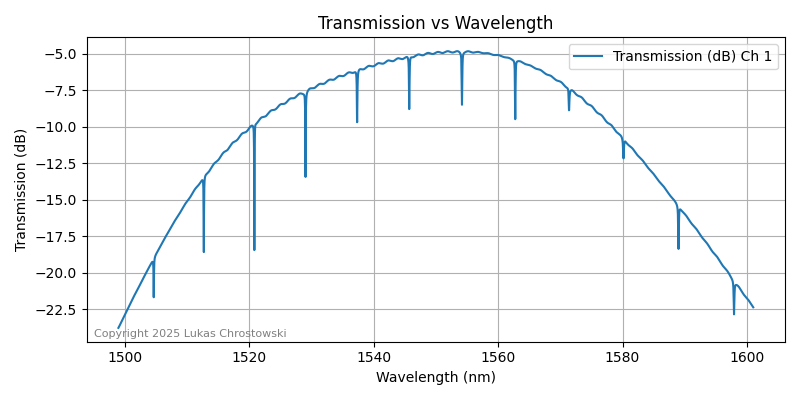 Transmission vs Wavelength
Transmission (dB) Ch 1
Transmission (dB)
−5.0
−7.5
−10.0
−12.5
−15.0
−17.5
−20.0
−22.5
Copyright 2025 Lukas Chrostowski
1500 1520 1540 1560 1580 1600
Wavelength (nm)